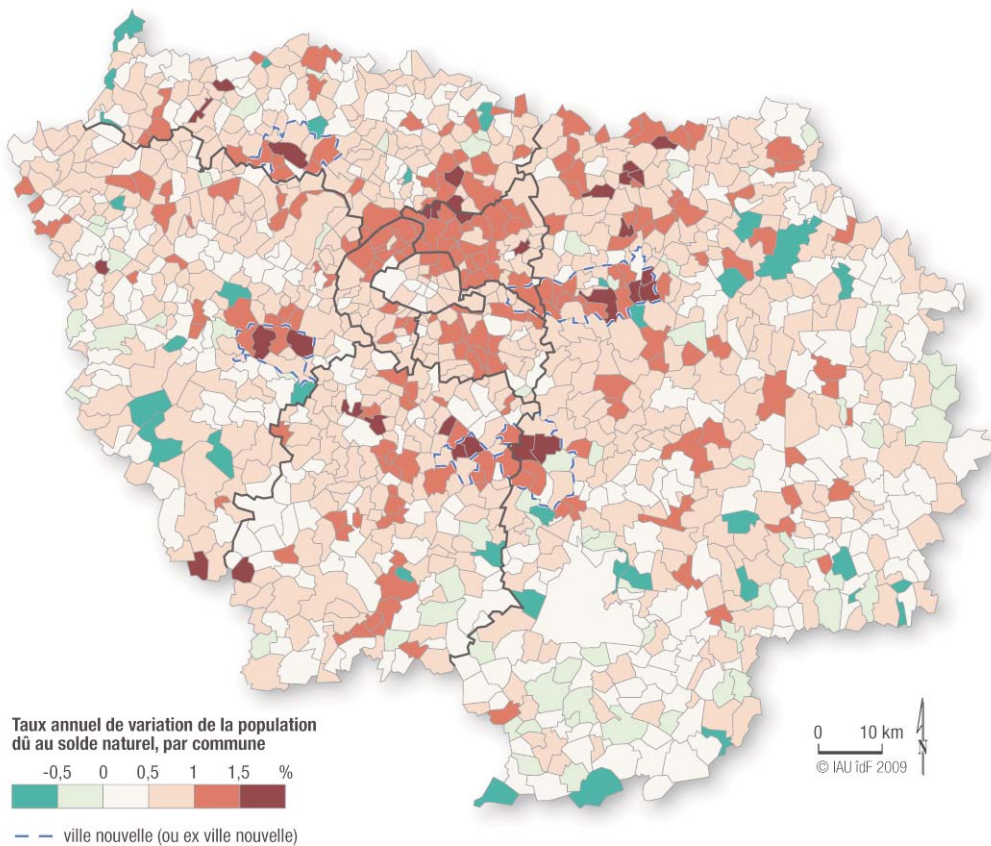 Taux annuel de variation de la population
dû au solde naturel, par commune
-0,5 0 0,5 1 1,5 %
ville nouvelle (ou ex ville nouvelle)
0 10 km
© IAU îdF 2009
N